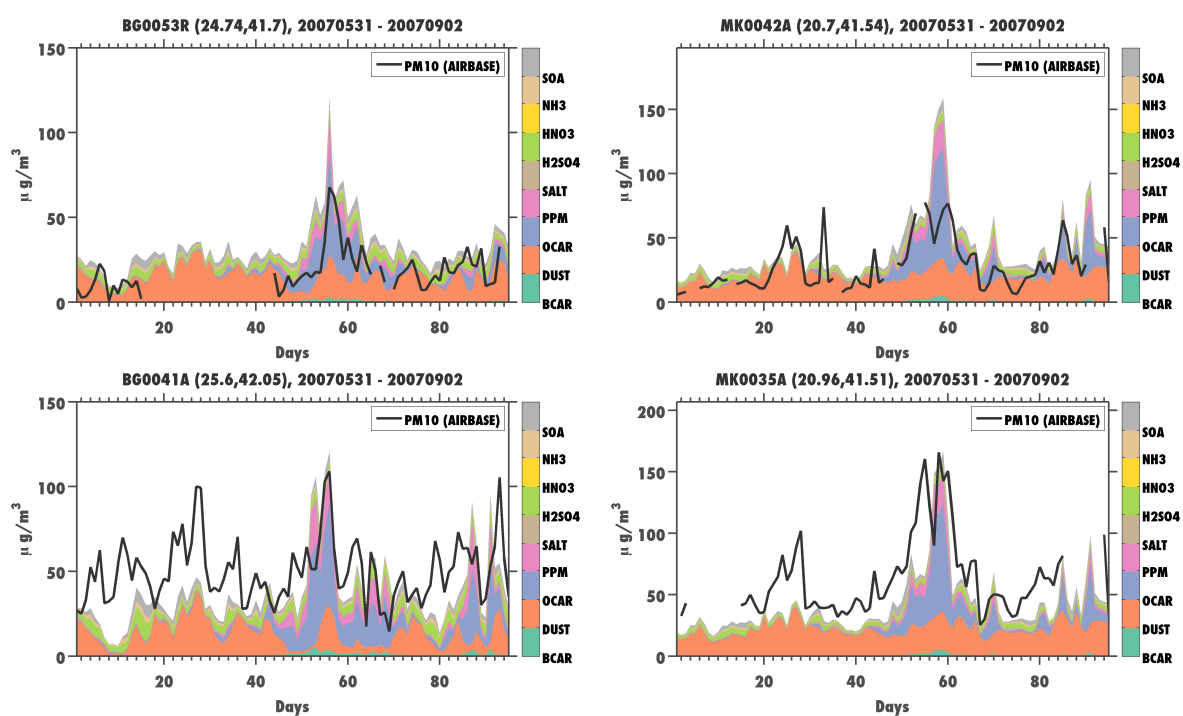 BG0053R (24.74,41.7), 20070531 - 20070902
150
100
50
0
μ g/m3
20 40 60 80
Days
PM10 (AIRBASE)
SOA
NH3
HNO3
H2SO4
SALT
PPM
OCAR
DUST
BCAR
MK0042A (20.7,41.54), 20070531 - 20070902
150
100
50
0
μ g/m3
20 40 60 80
Days
PM10 (AIRBASE)
SOA
NH3
HNO3
H2SO4
SALT
PPM
OCAR
DUST
BCAR
BG0041A (25.6,42.05), 20070531 - 20070902
150
100
50
0
μ g/m3
20 40 60 80
Days
PM10 (AIRBASE)
SOA
NH3
HNO3
H2SO4
SALT
PPM
OCAR
DUST
BCAR
MK0035A (20.96,41.51), 20070531 - 20070902
200
150
100
50
0
μ g/m3
20 40 60 80
Days
PM10 (AIRBASE)
SOA
NH3
HNO3
H2SO4
SALT
PPM
OCAR
DUST
BCAR